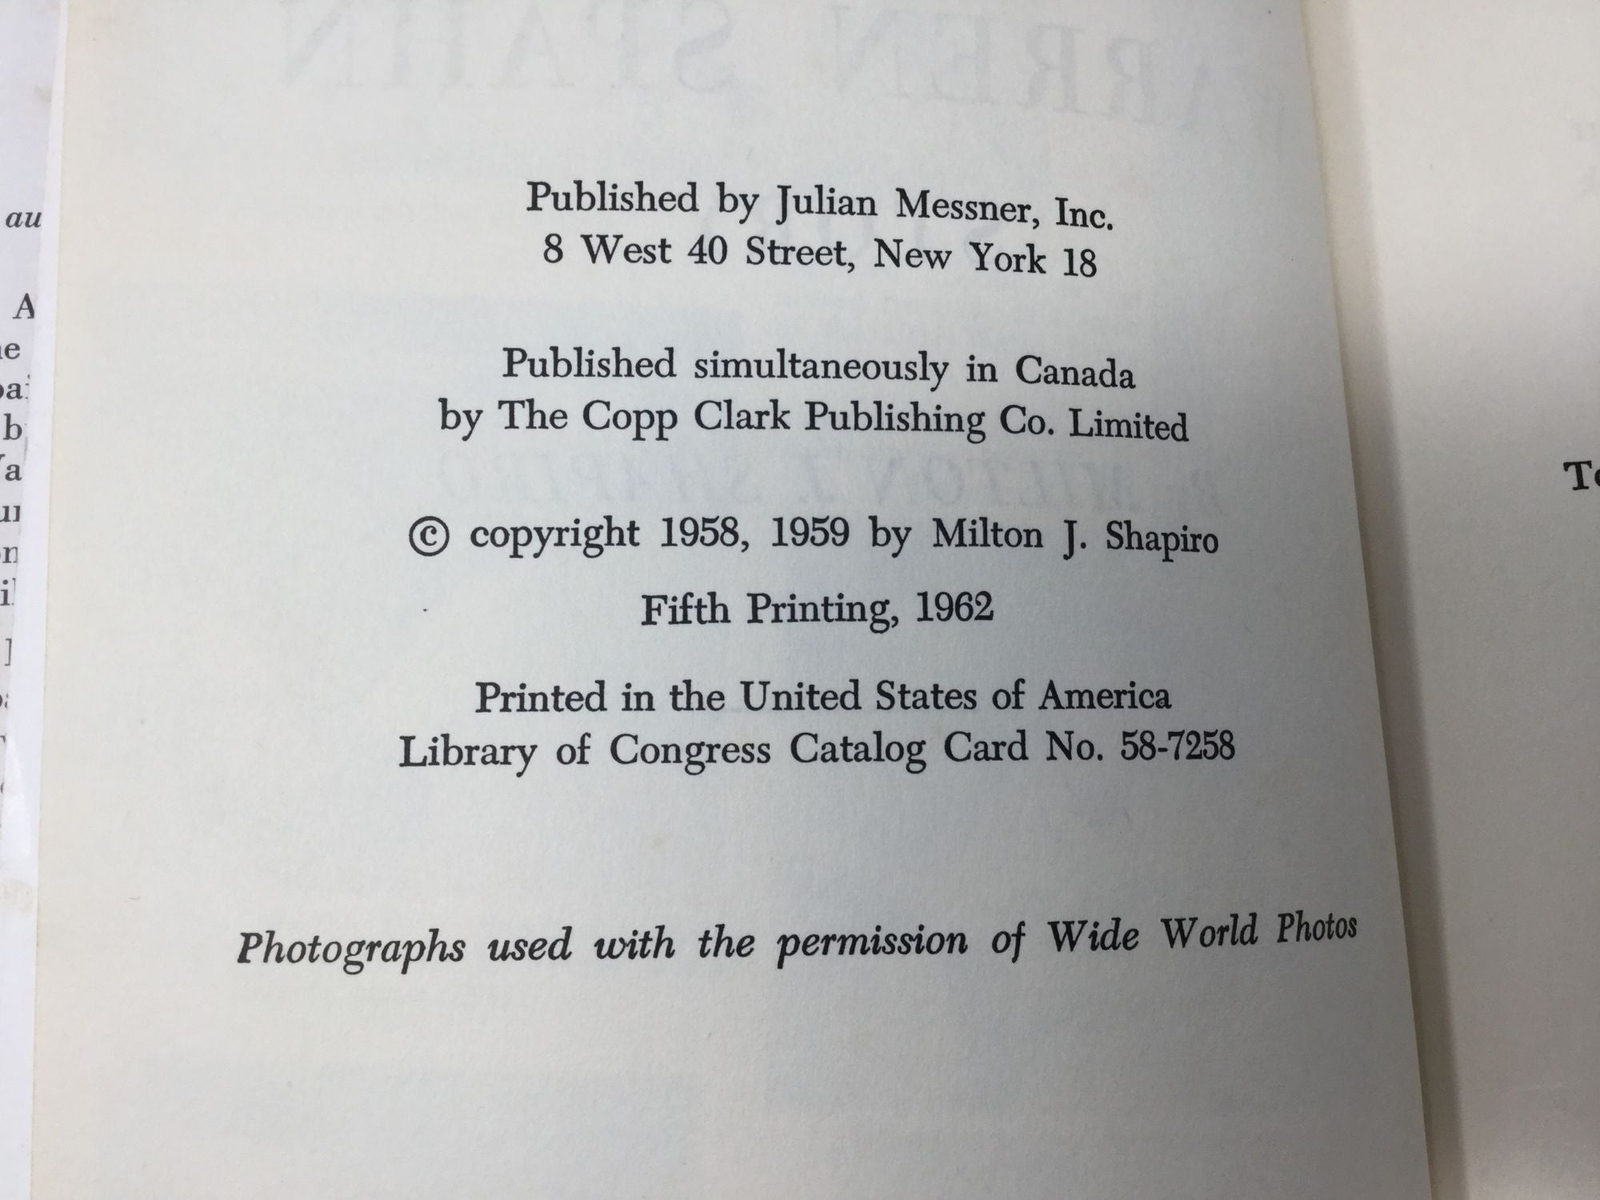 Published by Julian Messner, Inc.
8 West 40 Street, New York 18
Published simultaneously in Canada
by The Copp Clark Publishing Co. Limited
© copyright 1958, 1959 by Milton J. Shapiro
Fifth Printing, 1962
Printed in the United States of America
Library of Congress Catalog Card No. 58-7258
Photographs used with the permission of Wide World Photos